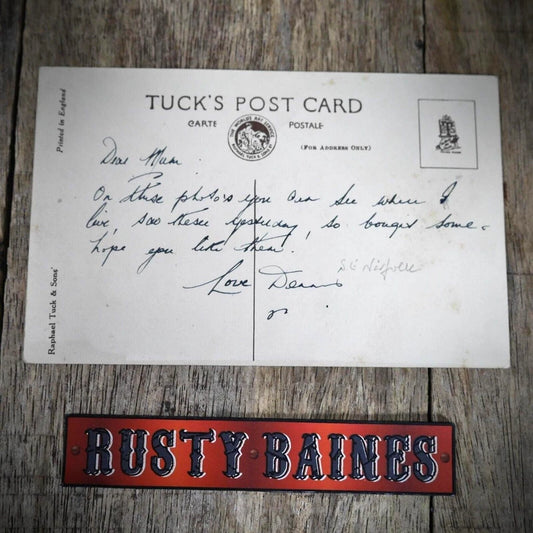 TUCK'S POST CARD
CARTE POSTALE
(FOR ADDRESS ONLY)
Printed in England
Raphael Tuck & Sons'
Dear Mum.
On these photos you can see where I
live, saw these yesterday, so bought some -
hope you like them.
Love Dennis
RUSTY BAINES